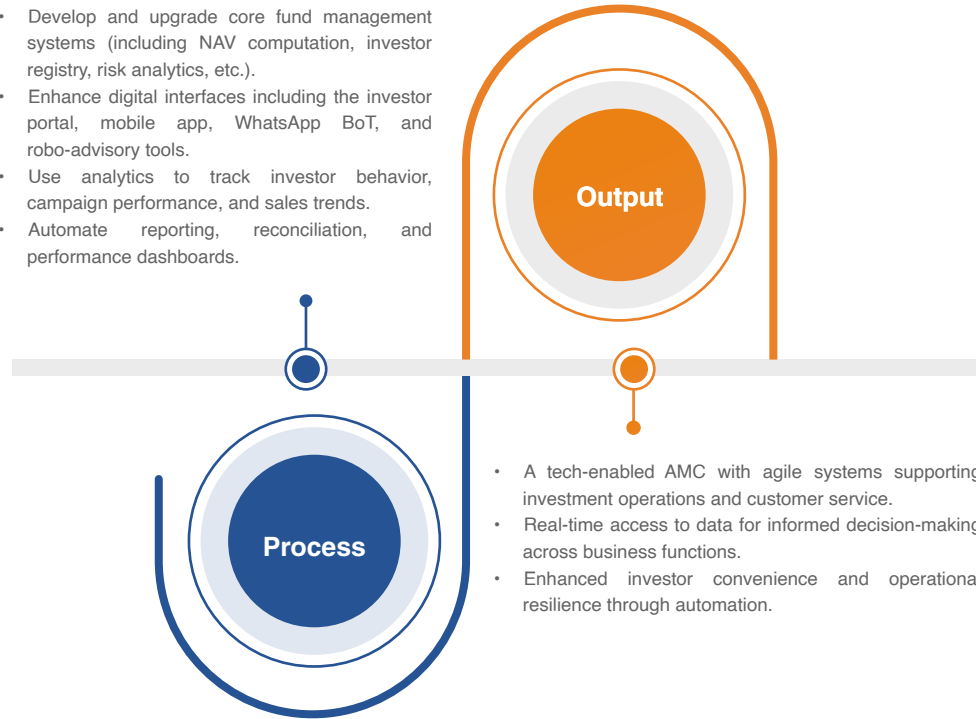 • Develop and upgrade core fund management
systems (including NAV computation, investor
registry, risk analytics, etc.).
• Enhance digital interfaces including the investor
portal, mobile app, WhatsApp BoT, and
robo-advisory tools.
• Use analytics to track investor behavior,
campaign performance, and sales trends.
• Automate reporting, reconciliation, and
performance dashboards.
Output
Process
• A tech-enabled AMC with agile systems supporting
investment operations and customer service.
• Real-time access to data for informed decision-making
across business functions.
• Enhanced investor convenience and operational
resilience through automation.